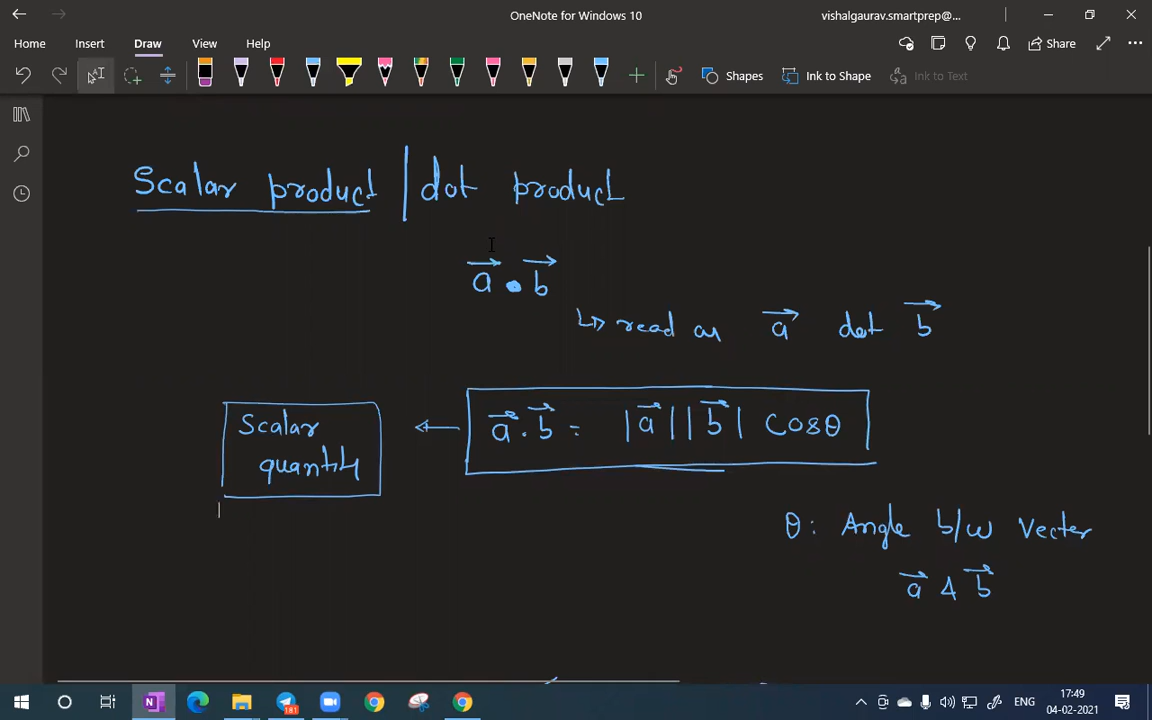 OneNote for Windows 10
vishalgaurav.smartprep@...
Home Insert Draw View Help
Share
Shapes Ink to Shape Ink to Text
Scalar product | dot product
a⃗ . b⃗
↳ read as a⃗ dot b⃗
Scalar quantity ← a⃗ . b⃗ = |a⃗||b⃗| Cosθ
θ: Angle b/w Vector
a⃗ & b⃗
181
ENG
17:49
04-02-2021